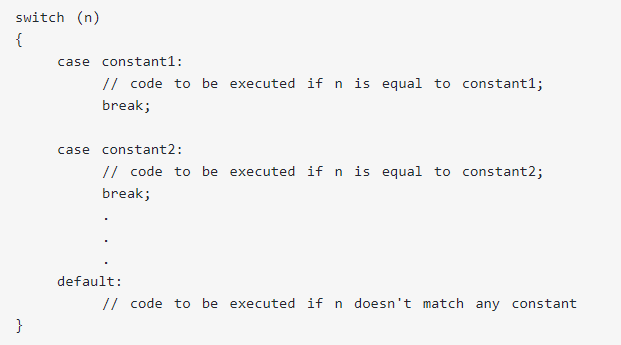 switch (n)
{
case constant1:
// code to be executed if n is equal to constant1;
break;
case constant2:
// code to be executed if n is equal to constant2;
break;
.
.
.
default:
// code to be executed if n doesn't match any constant
}